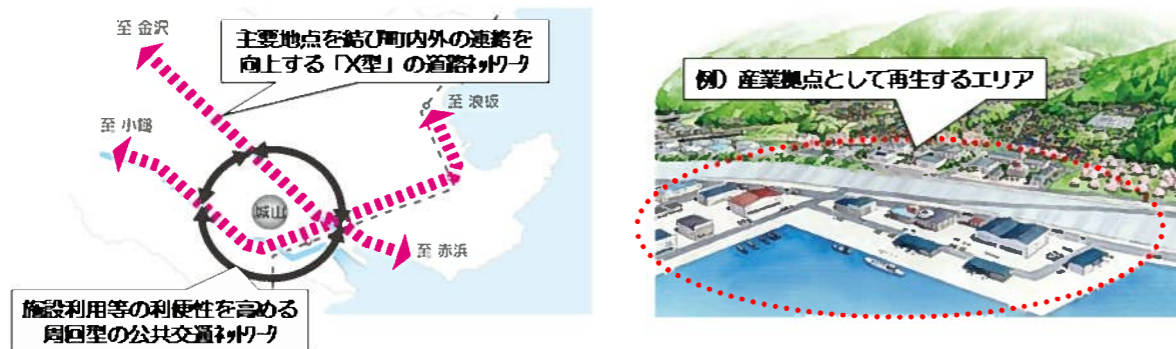 至 金沢
主要地点を結び町内外の連絡を
向上する「X型」の道路ネットワーク
至 浪板
至 小鎚
城山
至 赤浜
施設利用等の利便性を高める
周回型の公共交通ネットワーク
例）産業拠点として再生するエリア